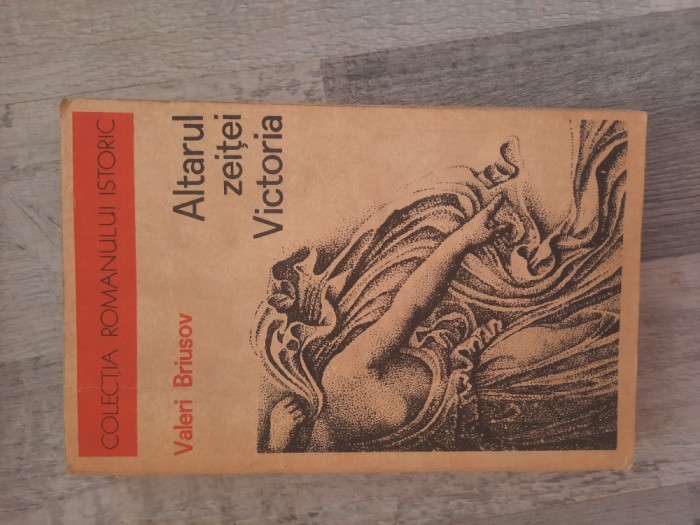 COLECȚIA ROMANULUI ISTORIC
Valeri Briusov
Altarul
zeiței
Victoria